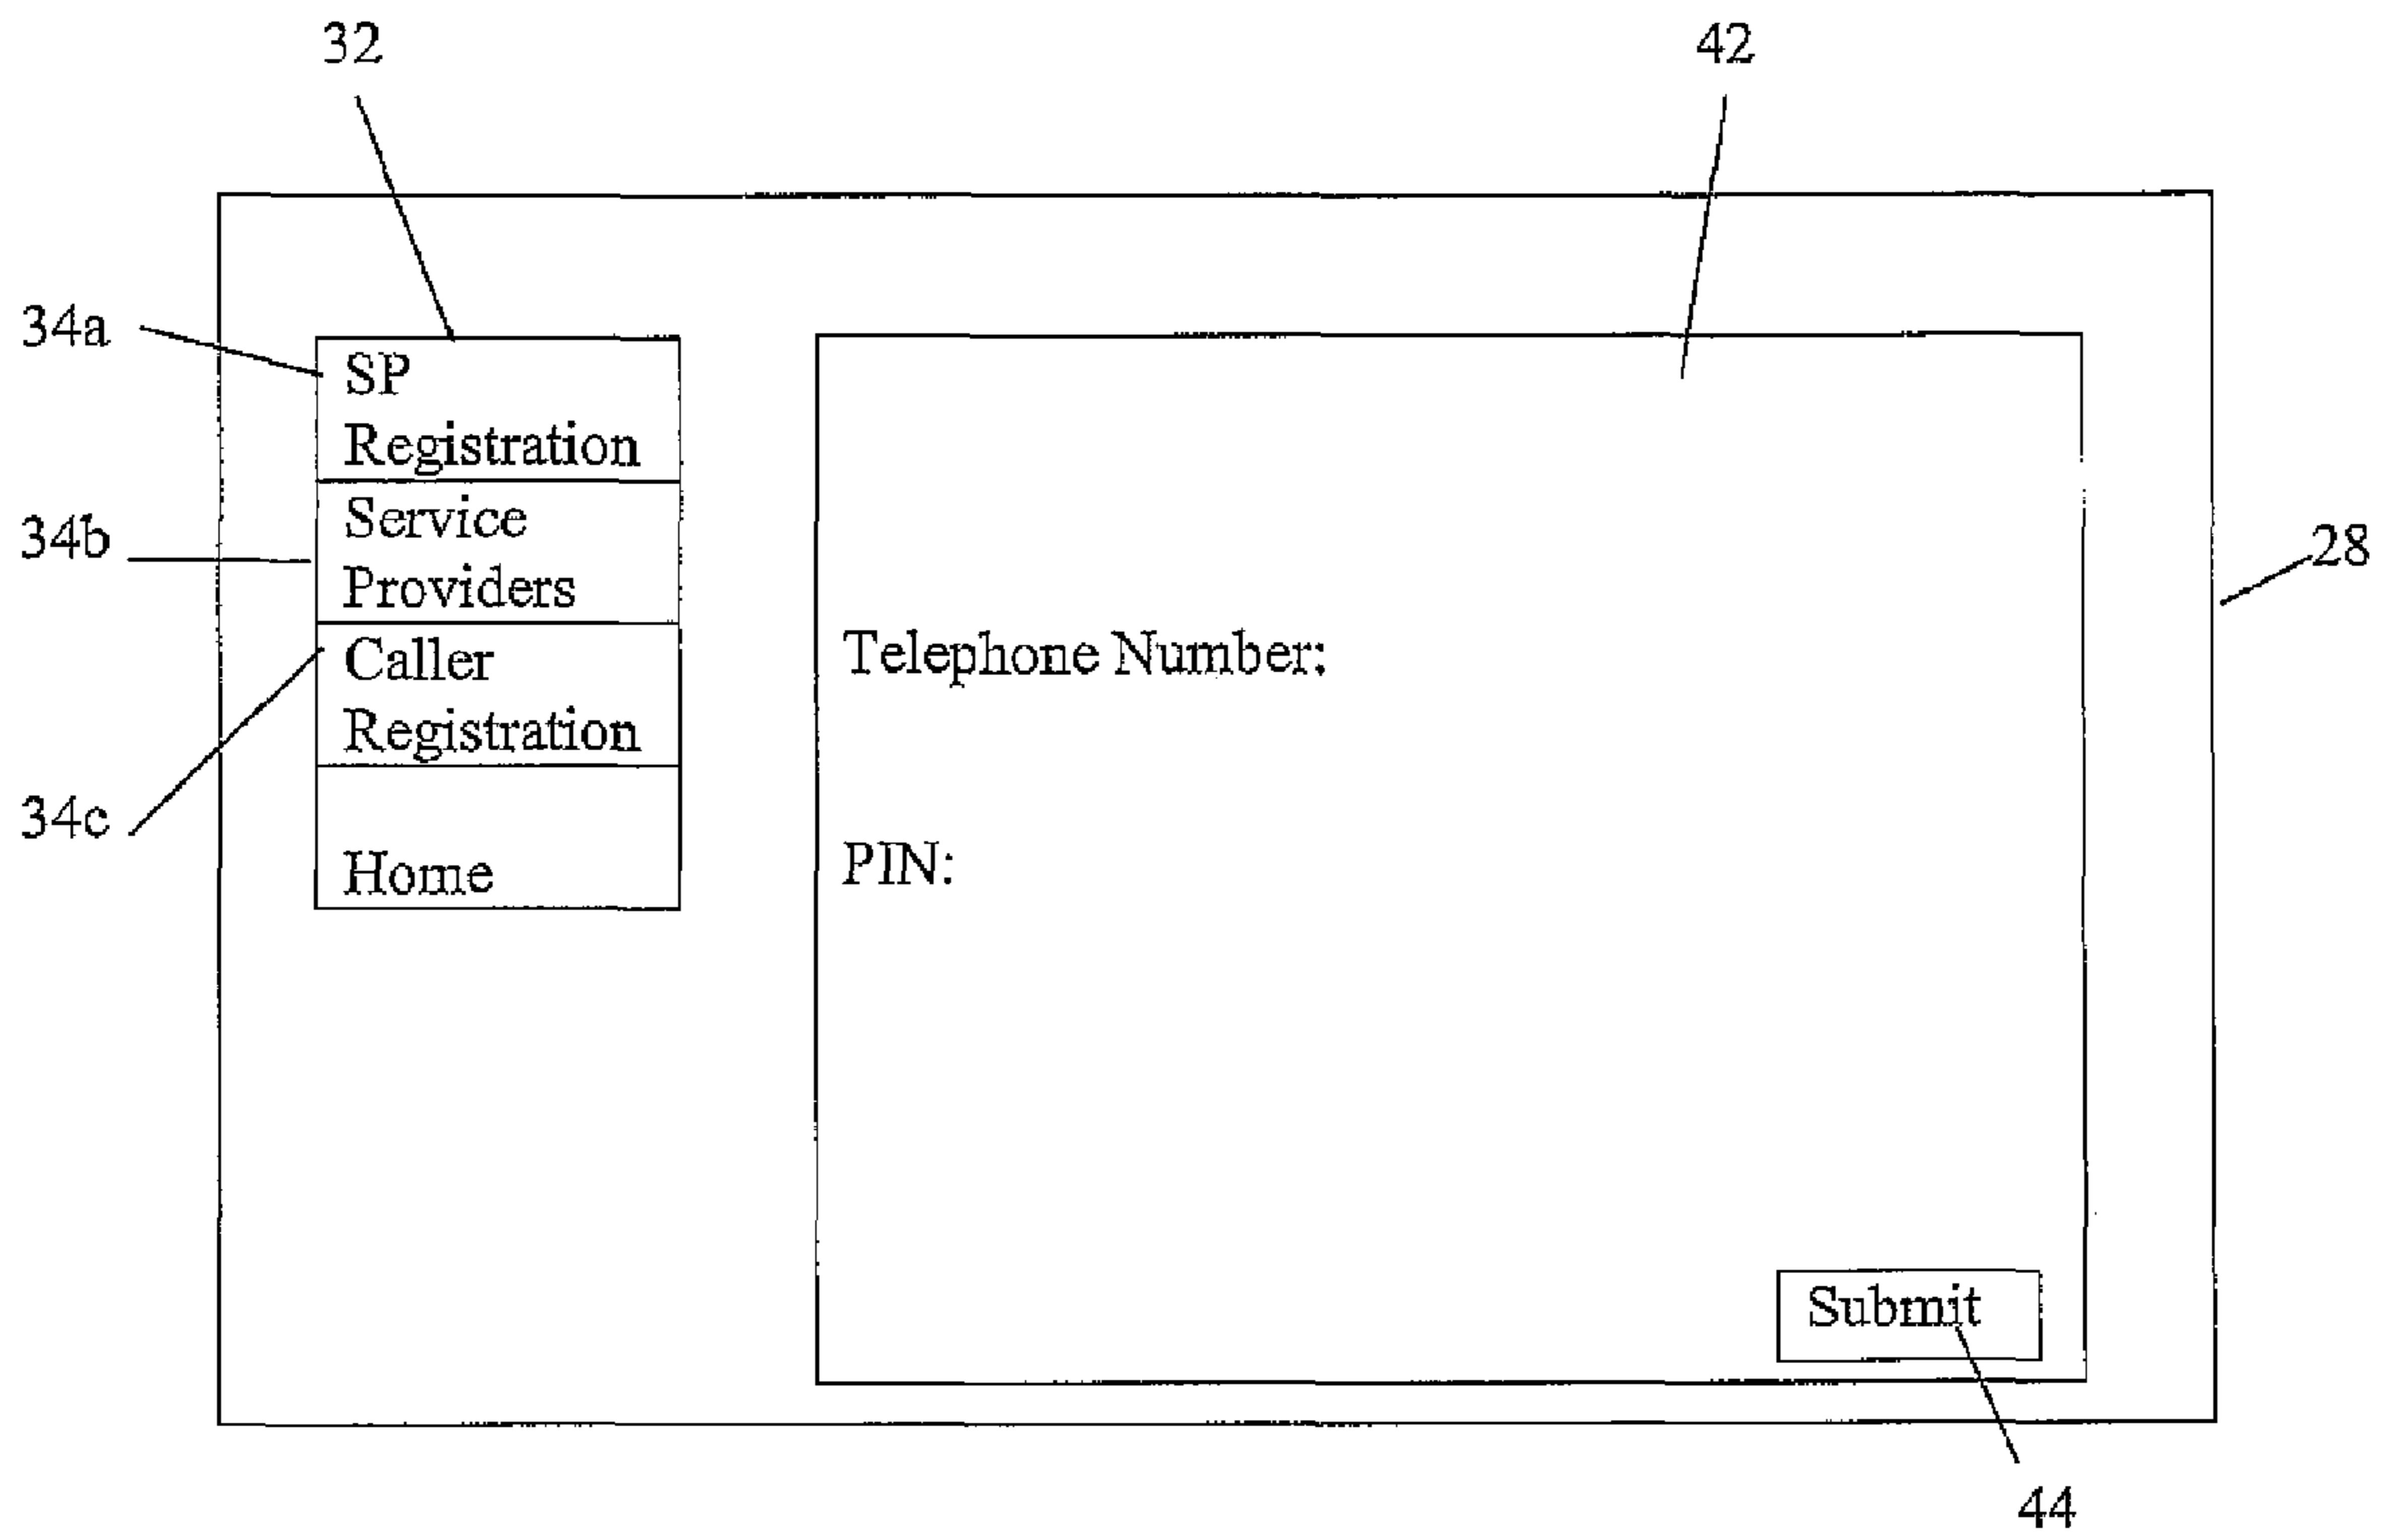 32
42
34a
SP
Registration
34b
Service
Providers
28
Caller
Registration
Telephone Number:
34c
Home
PIN:
Submit
44